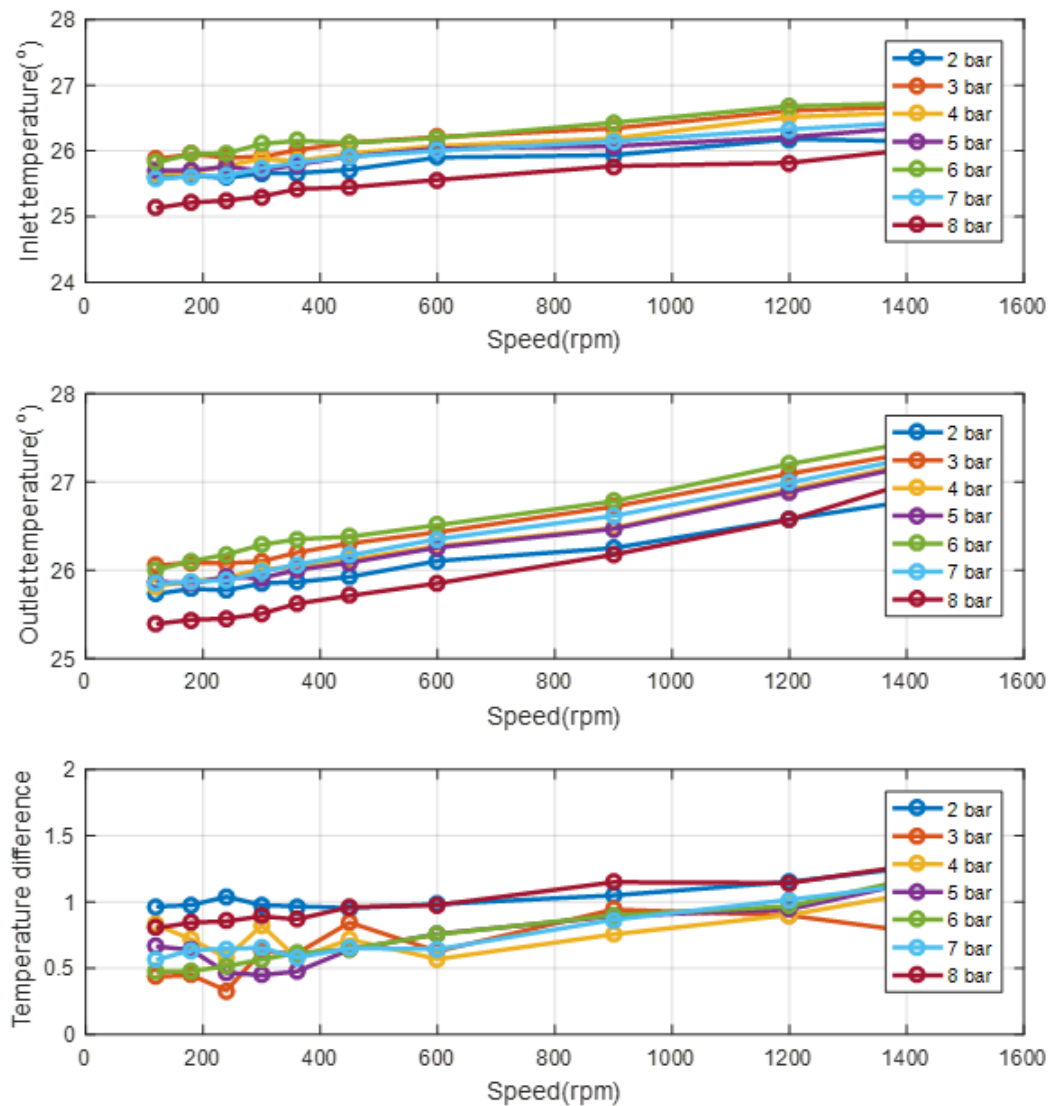 28
27
26
25
24
Inlet temperature(°)
0 200 400 600 800 1000 1200 1400 1600
Speed(rpm)
2 bar
3 bar
4 bar
5 bar
6 bar
7 bar
8 bar
28
27
26
25
Outlet temperature(°)
0 200 400 600 800 1000 1200 1400 1600
Speed(rpm)
2 bar
3 bar
4 bar
5 bar
6 bar
7 bar
8 bar
2
1.5
1
0.5
0
Temperature difference
0 200 400 600 800 1000 1200 1400 1600
Speed(rpm)
2 bar
3 bar
4 bar
5 bar
6 bar
7 bar
8 bar